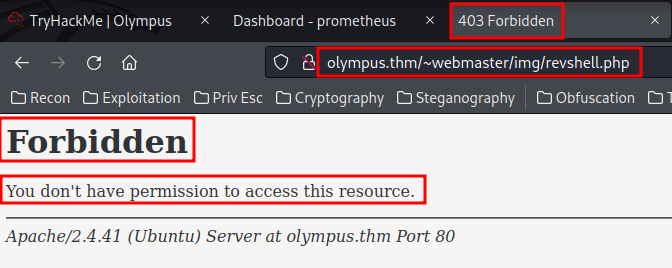 TryHackMe | Olympus
Dashboard - prometheus
403 Forbidden
olympus.thm/~webmaster/img/revshell.php
Recon
Exploitation
Priv Esc
Cryptography
Steganography
Obfuscation
Forbidden
You don't have permission to access this resource.
Apache/2.4.41 (Ubuntu) Server at olympus.thm Port 80